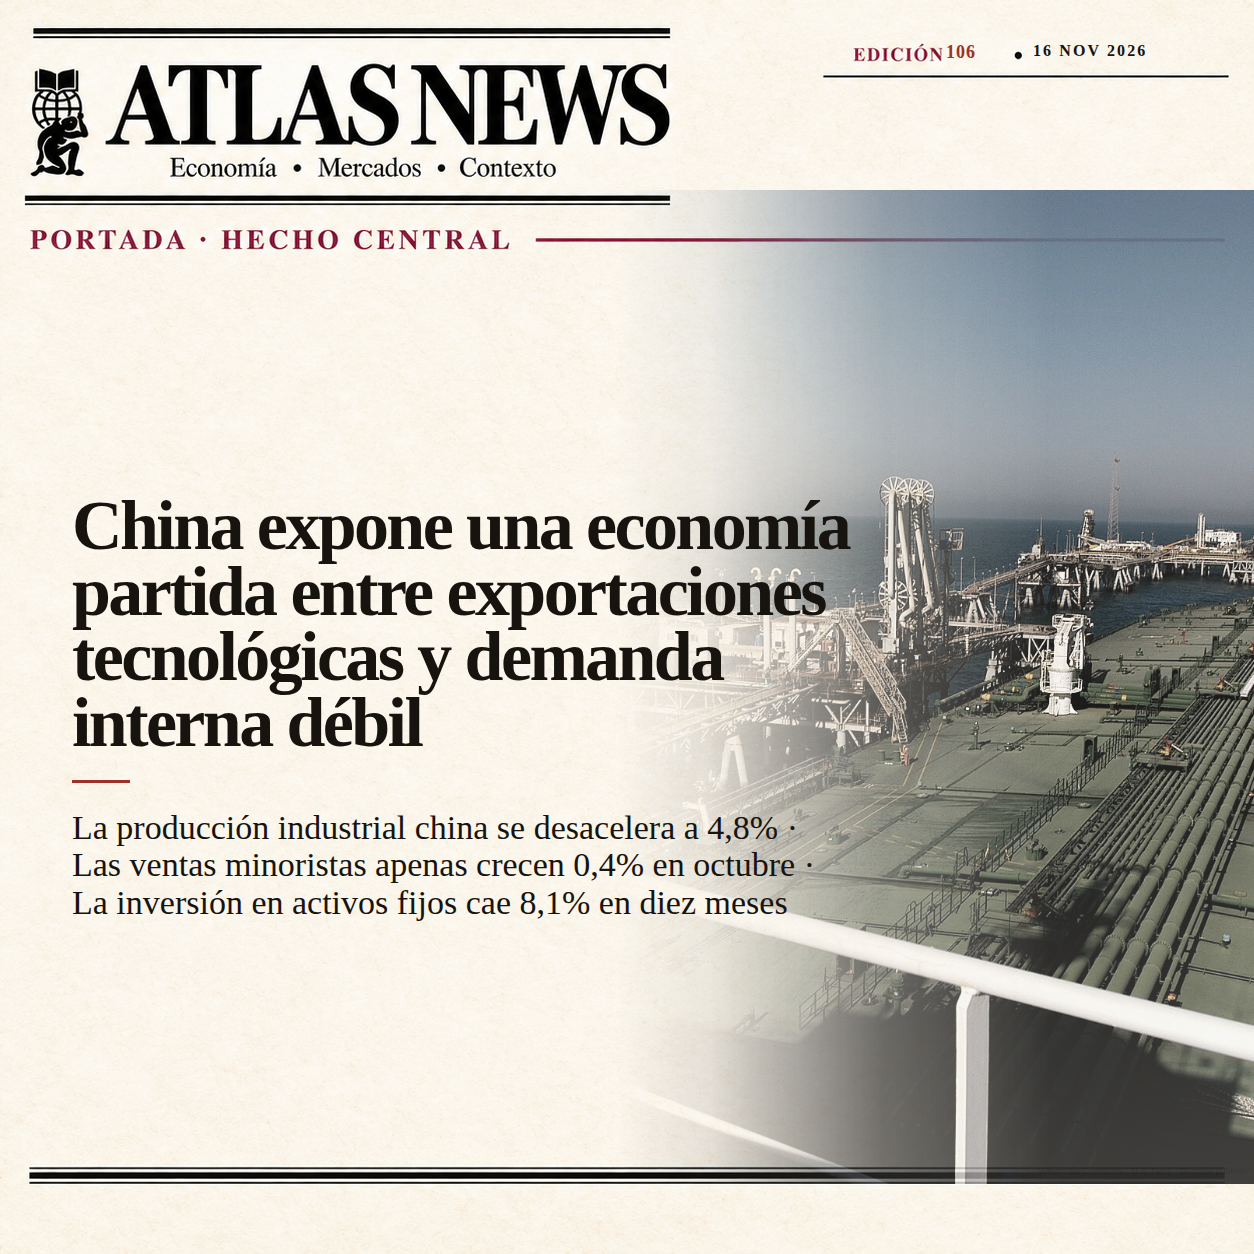 ATLAS NEWS
Economía • Mercados • Contexto
EDICIÓN 106 • 16 NOV 2026
PORTADA · HECHO CENTRAL
China expone una economía
partida entre exportaciones
tecnológicas y demanda
interna débil
La producción industrial china se desacelera a 4,8% ·
Las ventas minoristas apenas crecen 0,4% en octubre ·
La inversión en activos fijos cae 8,1% en diez meses